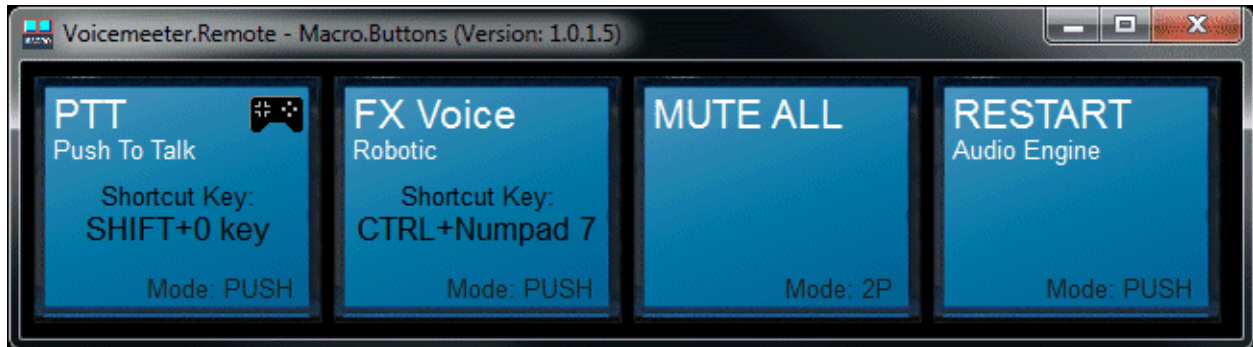 Voicemeeter.Remote - Macro.Buttons (Version: 1.0.1.5)
PTT
Push To Talk
Shortcut Key:
SHIFT+0 key
Mode: PUSH
FX Voice
Robotic
Shortcut Key:
CTRL+Numpad 7
Mode: PUSH
MUTE ALL
Mode: 2P
RESTART
Audio Engine
Mode: PUSH